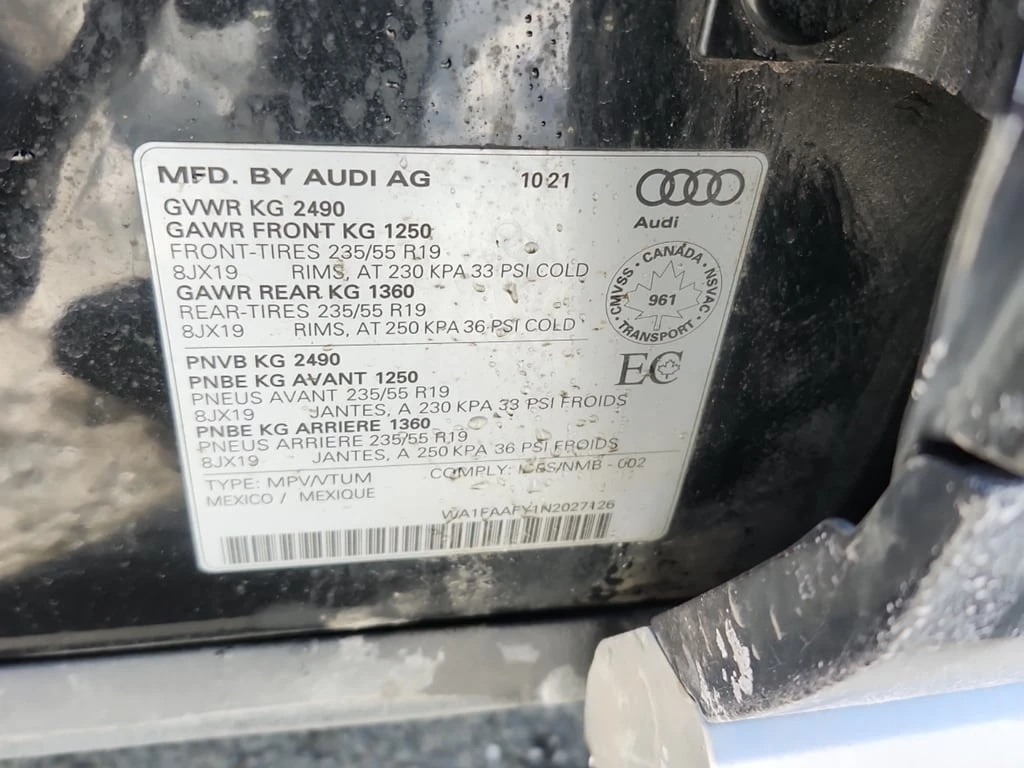 MFD. BY AUDI AG 10 21
Audi
GVWR KG 2490
GAWR FRONT KG 1250
FRONT-TIRES 235/55 R19
8JX19 RIMS, AT 230 KPA 33 PSI COLD
GAWR REAR KG 1360
REAR-TIRES 235/55 R19
8JX19 RIMS, AT 250 KPA 36 PSI COLD
CMVSS • CANADA • NSVAC • TRANSPORT •
961
EC
PNVB KG 2490
PNBE KG AVANT 1250
PNEUS AVANT 235/55 R19
8JX19 JANTES, A 230 KPA 33 PSI FROIDS
PNBE KG ARRIERE 1360
PNEUS ARRIERE 235/55 R19
8JX19 JANTES, A 250 KPA 36 PSI FROIDS
TYPE: MPV/VTUM COMPLY: /NMB - 002
MEXICO / MEXIQUE
WA1FAAFY1N2027126